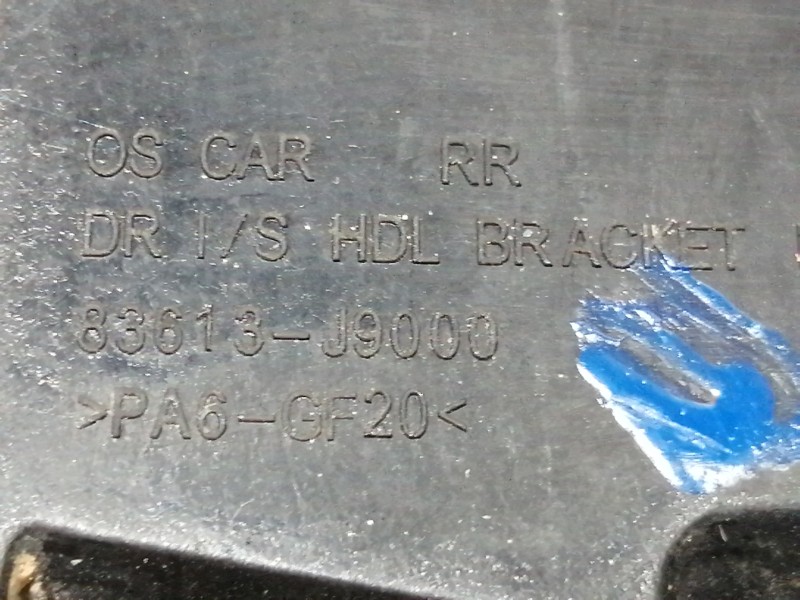 OS CAR RR
DR I/S HDL BRACKET
83613-J9000
>PA6-GF20<